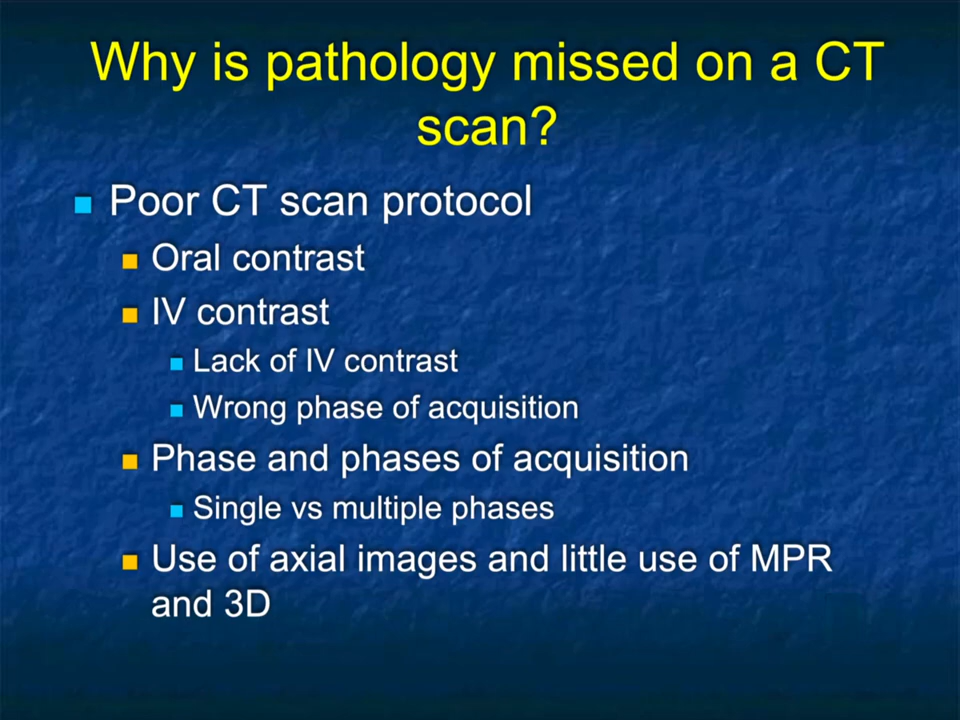 Why is pathology missed on a CT
scan?
Poor CT scan protocol
Oral contrast
IV contrast
Lack of IV contrast
Wrong phase of acquisition
Phase and phases of acquisition
Single vs multiple phases
Use of axial images and little use of MPR
and 3D